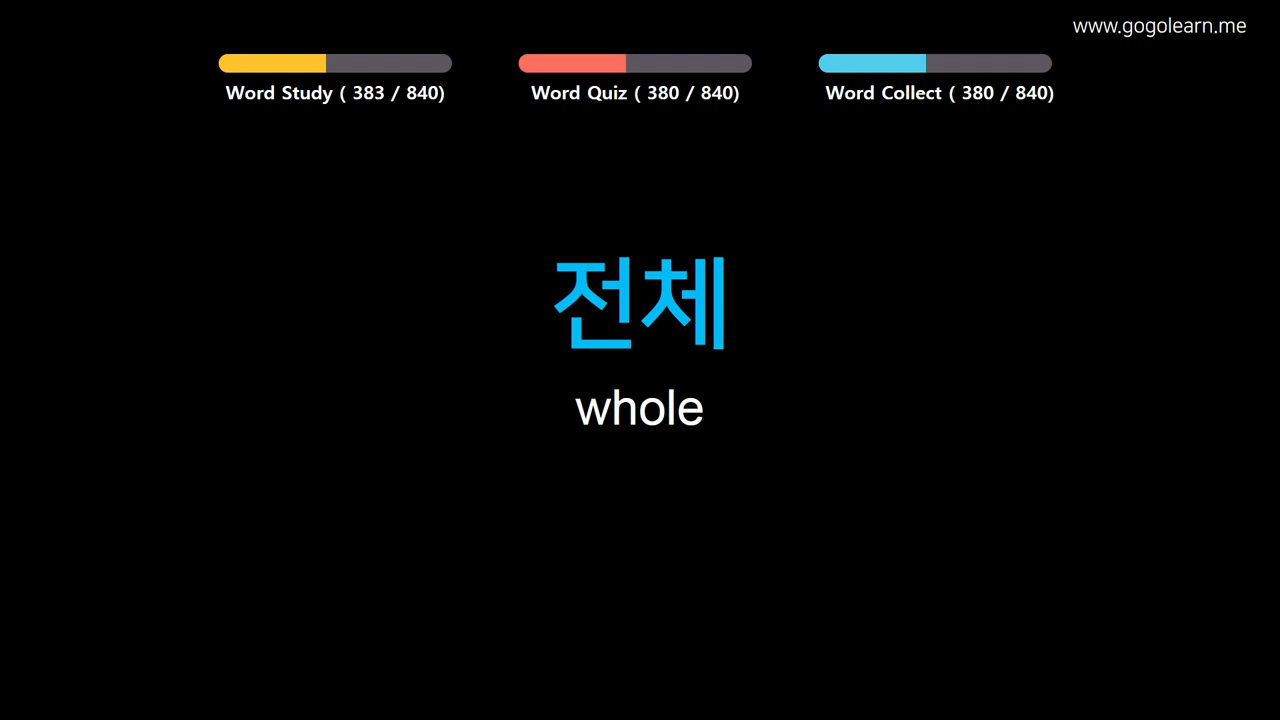 www.gogolearn.me
Word Study ( 383 / 840)
Word Quiz ( 380 / 840)
Word Collect ( 380 / 840)
전체
whole